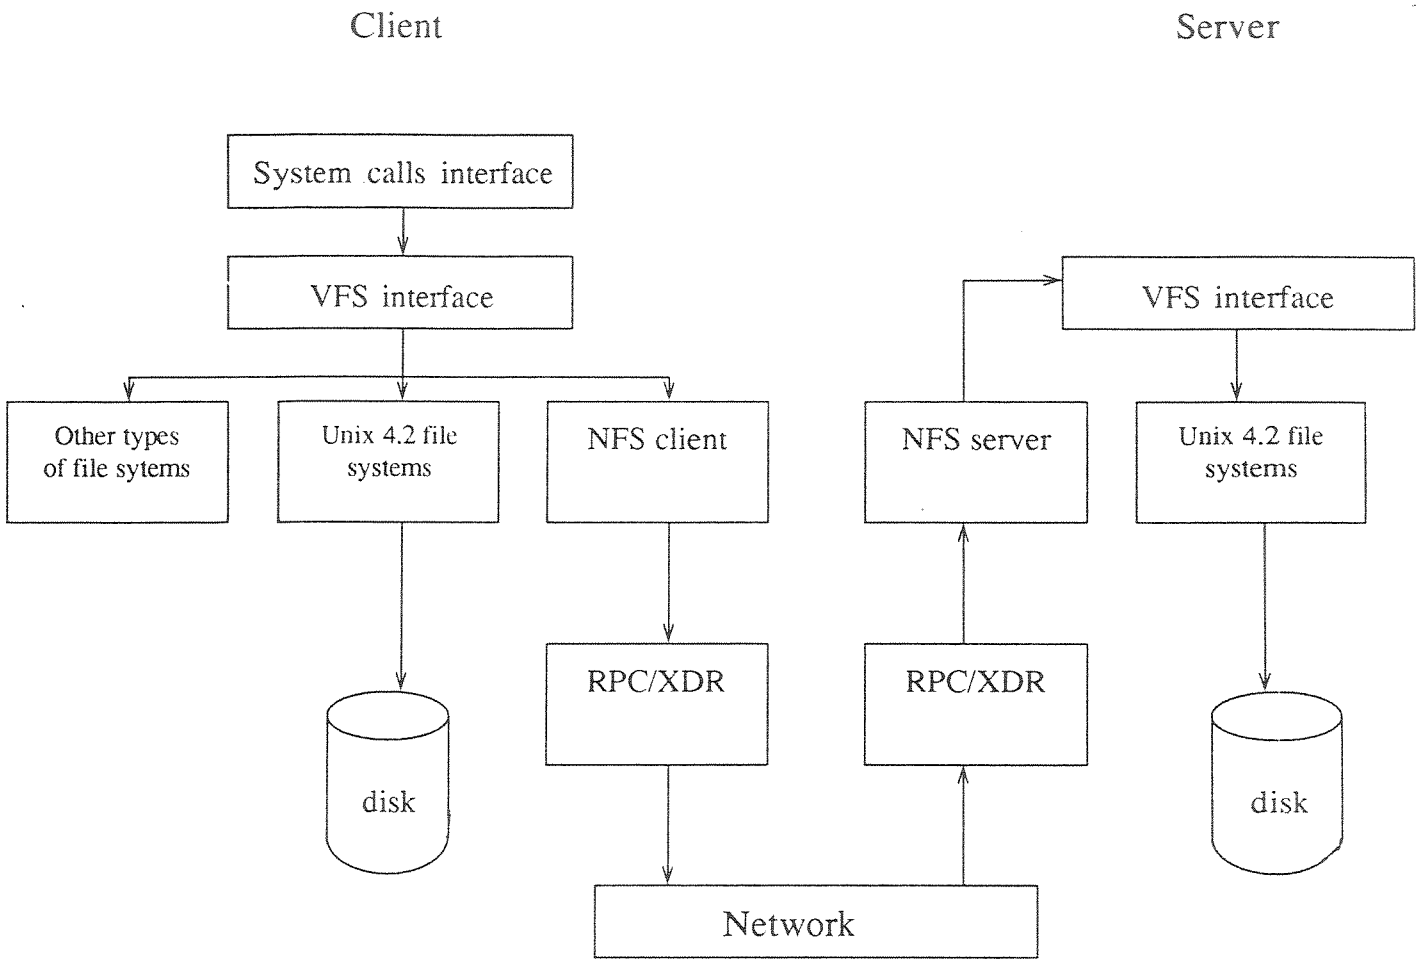 Client
Server
System calls interface
VFS interface
VFS interface
Other types
of file sytems
Unix 4.2 file
systems
NFS client
NFS server
Unix 4.2 file
systems
RPC/XDR
RPC/XDR
disk
disk
Network